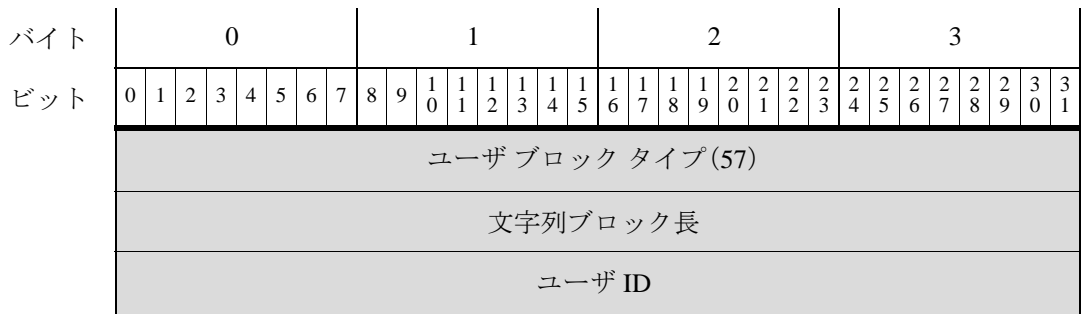 バイト 0 1 2 3
ビット 0 1 2 3 4 5 6 7 8 9 10 11 12 13 14 15 16 17 18 19 20 21 22 23 24 25 26 27 28 29 30 31
ユーザ ブロック タイプ(57)
文字列ブロック長
ユーザ ID